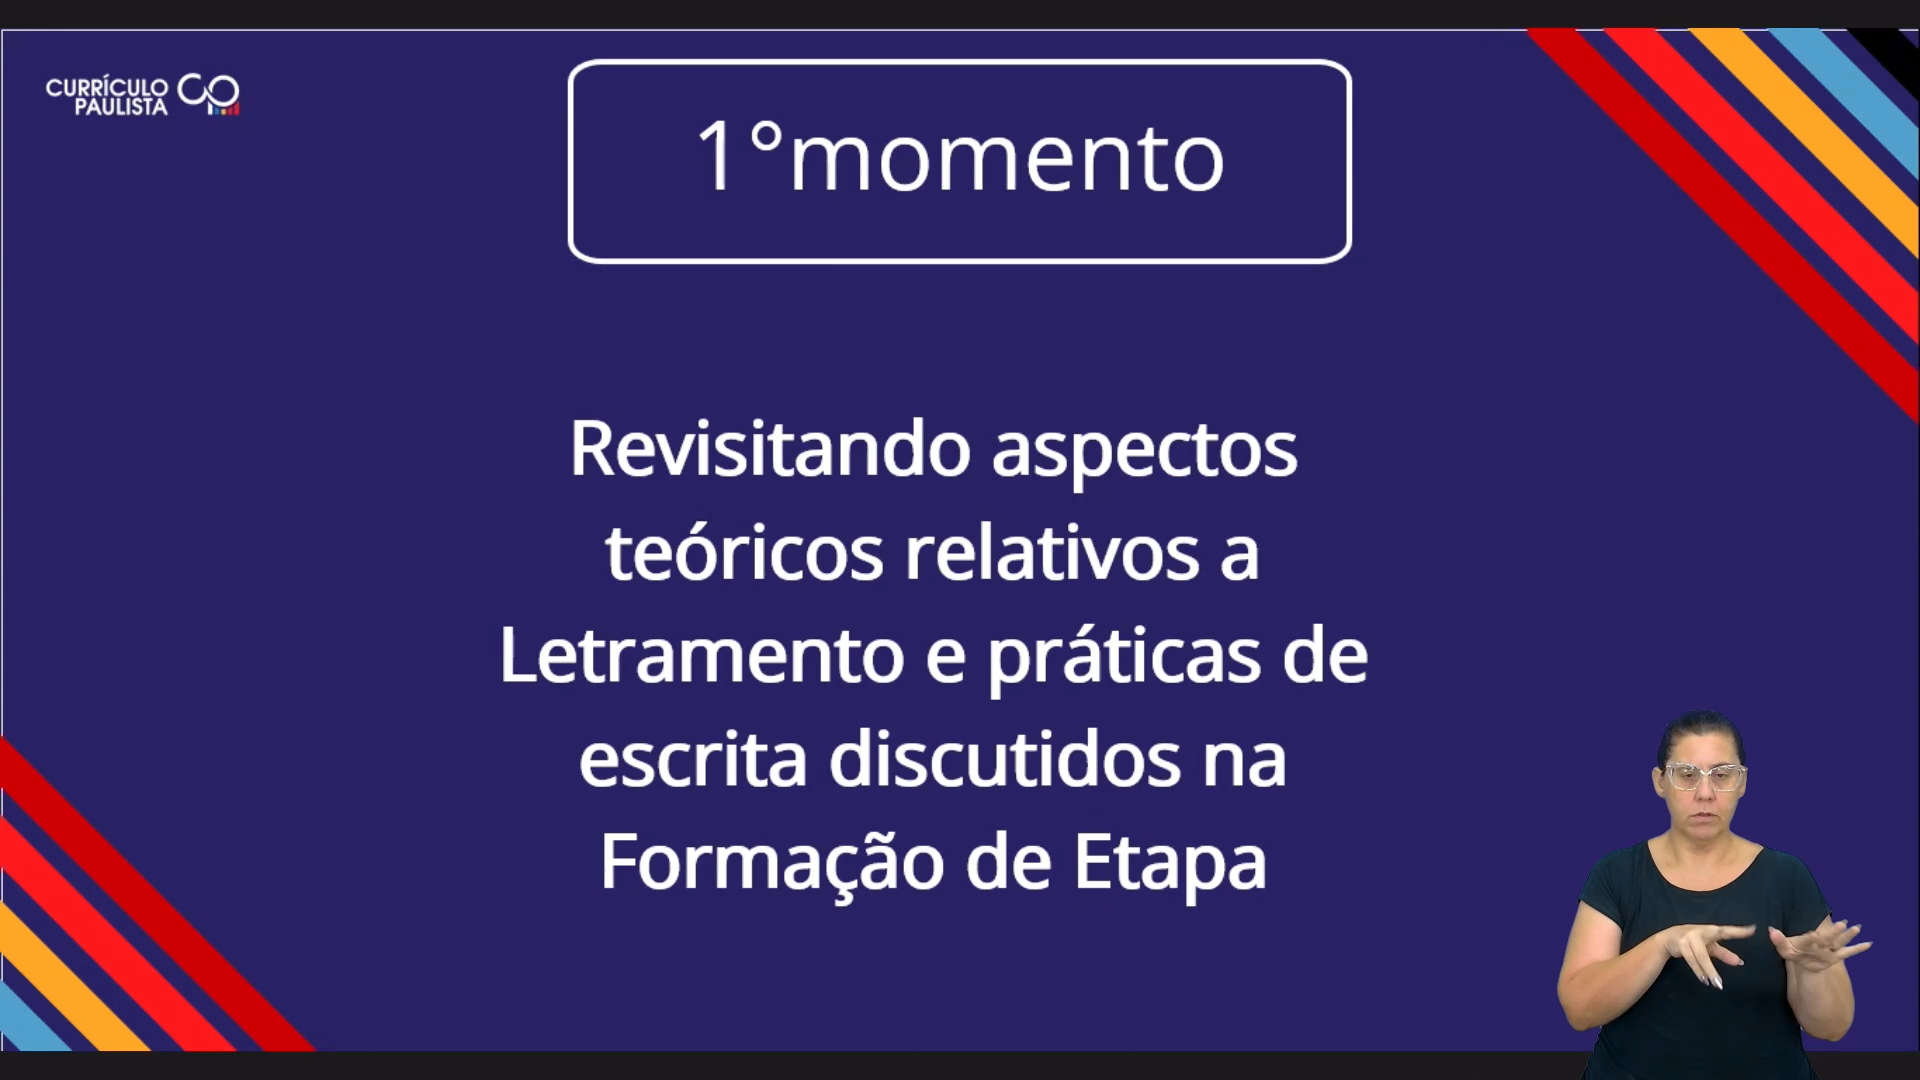 CURRÍCULO
PAULISTA
1°momento
Revisitando aspectos
teóricos relativos a
Letramento e práticas de
escrita discutidos na
Formação de Etapa